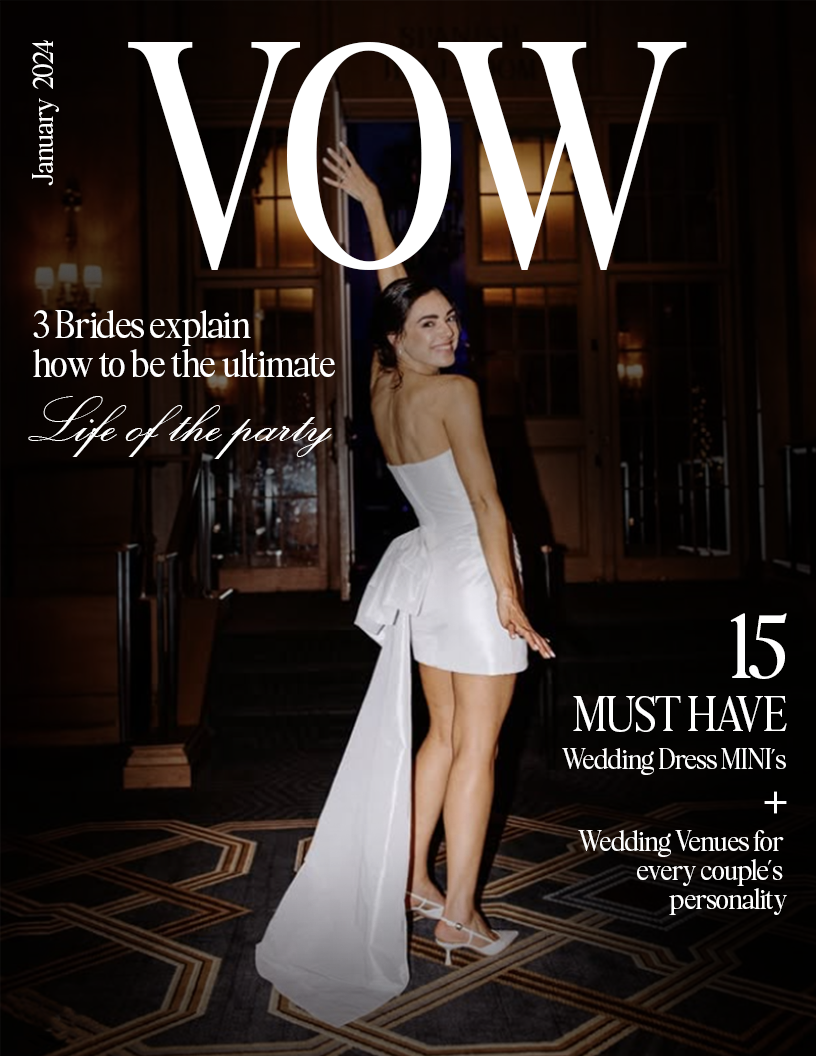 January 2024
VOW
3 Brides explain
how to be the ultimate
Life of the party
15
MUST HAVE
Wedding Dress MINI's
+
Wedding Venues for
every couple's
personality